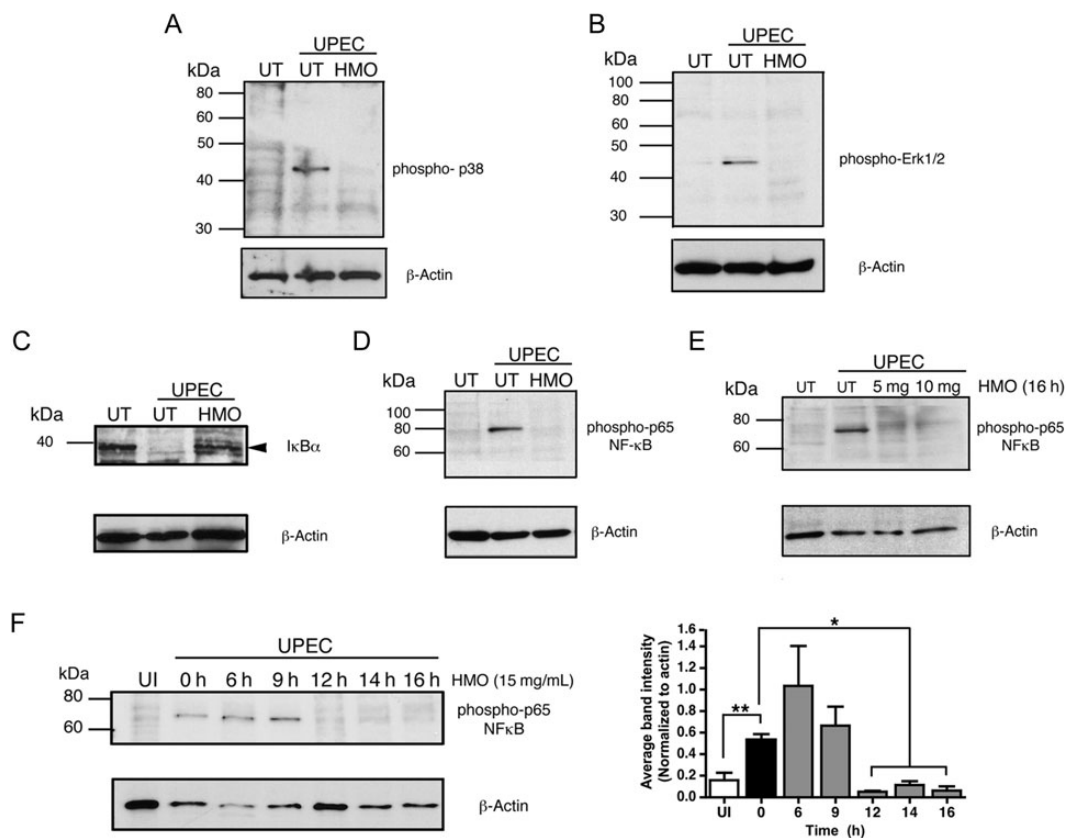 A
UPEC
kDa UT UT HMO
80
60
50
40
30
phospho- p38
β-Actin
B
UPEC
kDa UT UT HMO
100
80
60
50
40
30
phospho-Erk1/2
β-Actin
C
UPEC
kDa UT UT HMO
40
IκBα
β-Actin
D
UPEC
kDa UT UT HMO
100
80
60
phospho-p65
NF-κB
β-Actin
E
UPEC
kDa UT UT 5 mg 10 mg HMO (16 h)
80
60
phospho-p65
NFκB
β-Actin
F
UPEC
kDa UI 0 h 6 h 9 h 12h 14h 16h HMO (15 mg/mL)
80
60
phospho-p65
NFκB
β-Actin
Average band intensity
(Normalized to actin)
1.6
1.4
1.2
1.0
0.8
0.6
0.4
0.2
0.0
**
*
UI 0 6 9 12 14 16
Time (h)